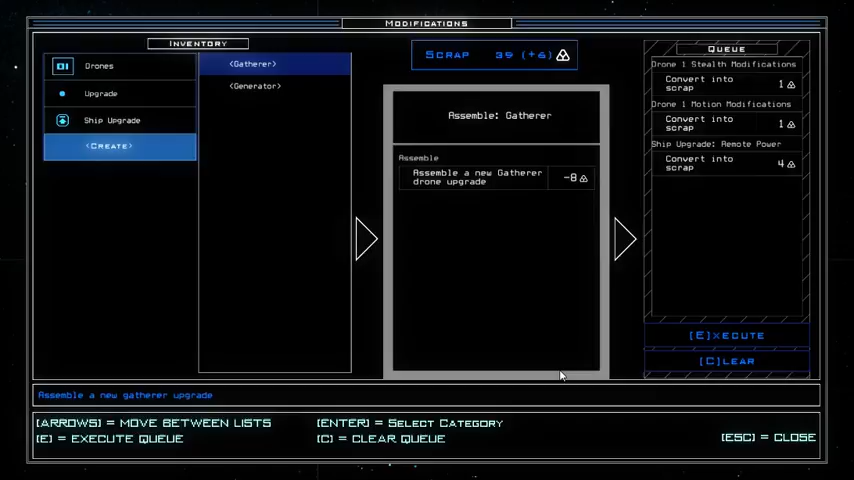 Modifications
Inventory
Drones
Upgrade
Ship Upgrade
<Create>
<Gatherer>
<Generator>
Scrap 39 (+6)
Assemble: Gatherer
Assemble
Assemble a new Gatherer
drone upgrade
-8
Queue
Drone 1 Stealth Modifications
Convert into
scrap
1
Drone 1 Motion Modifications
Convert into
scrap
1
Ship Upgrade: Remote Power
Convert into
scrap
4
[E]xecute
[C]lear
Assemble a new gatherer upgrade
[ARROWS] = MOVE BETWEEN LISTS
[ENTER] = Select Category
[E] = EXECUTE QUEUE
[C] = CLEAR QUEUE
[ESC] = CLOSE